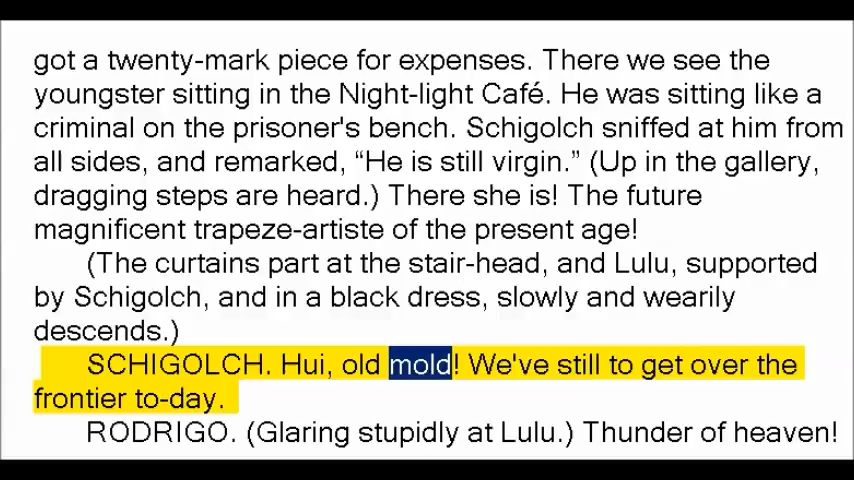 got a twenty-mark piece for expenses. There we see the
youngster sitting in the Night-light Café. He was sitting like a
criminal on the prisoner's bench. Schigolch sniffed at him from
all sides, and remarked, “He is still virgin.” (Up in the gallery,
dragging steps are heard.) There she is! The future
magnificent trapeze-artiste of the present age!
(The curtains part at the stair-head, and Lulu, supported
by Schigolch, and in a black dress, slowly and wearily
descends.)
SCHIGOLCH. Hui, old mold! We've still to get over the
frontier to-day.
RODRIGO. (Glaring stupidly at Lulu.) Thunder of heaven!